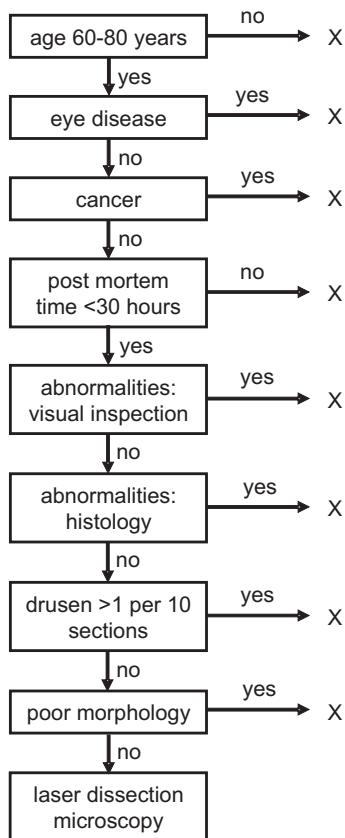 no
age 60-80 years X
yes
yes
eye disease X
no
yes
cancer X
no
no
post mortem
time <30 hours
X
yes
yes
abnormalities:
visual inspection
X
no
yes
abnormalities:
histology
X
no
yes
drusen >1 per 10
sections
X
no
yes
poor morphology X
no
laser dissection
microscopy